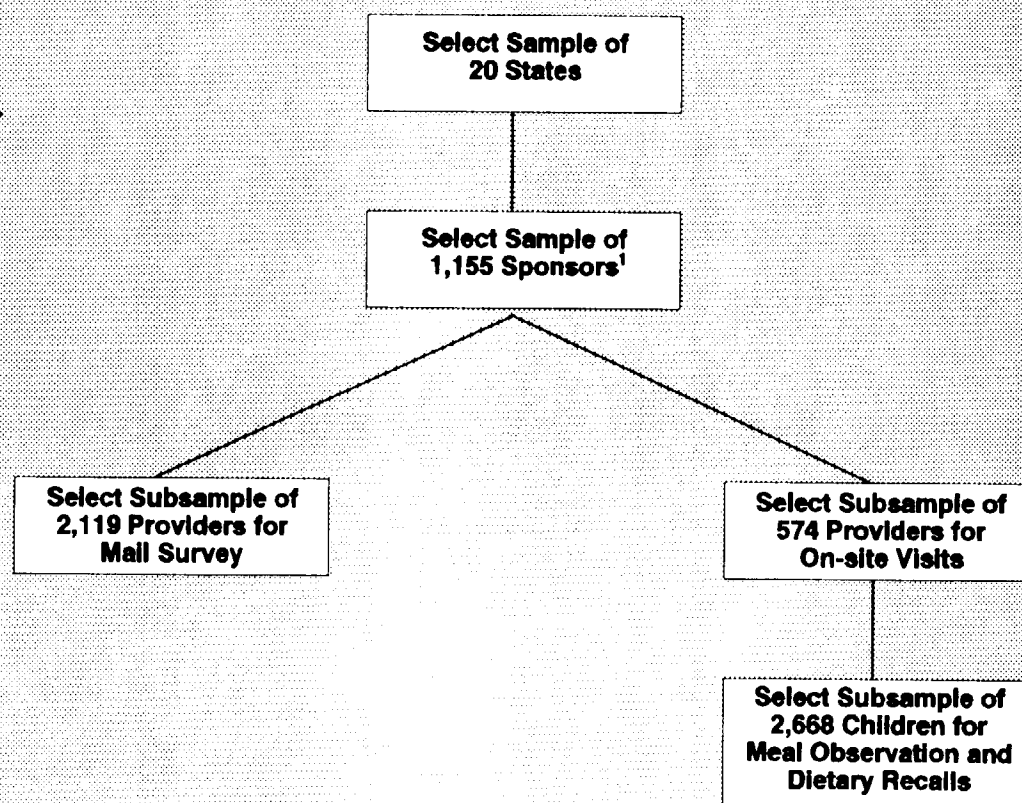 Select Sample of
20 States
Select Sample of
1,155 Sponsors¹
Select Subsample of
2,119 Providers for
Mail Survey
Select Subsample of
574 Providers for
On-site Visits
Select Subsample of
2,668 Children for
Meal Observation and
Dietary Recalls